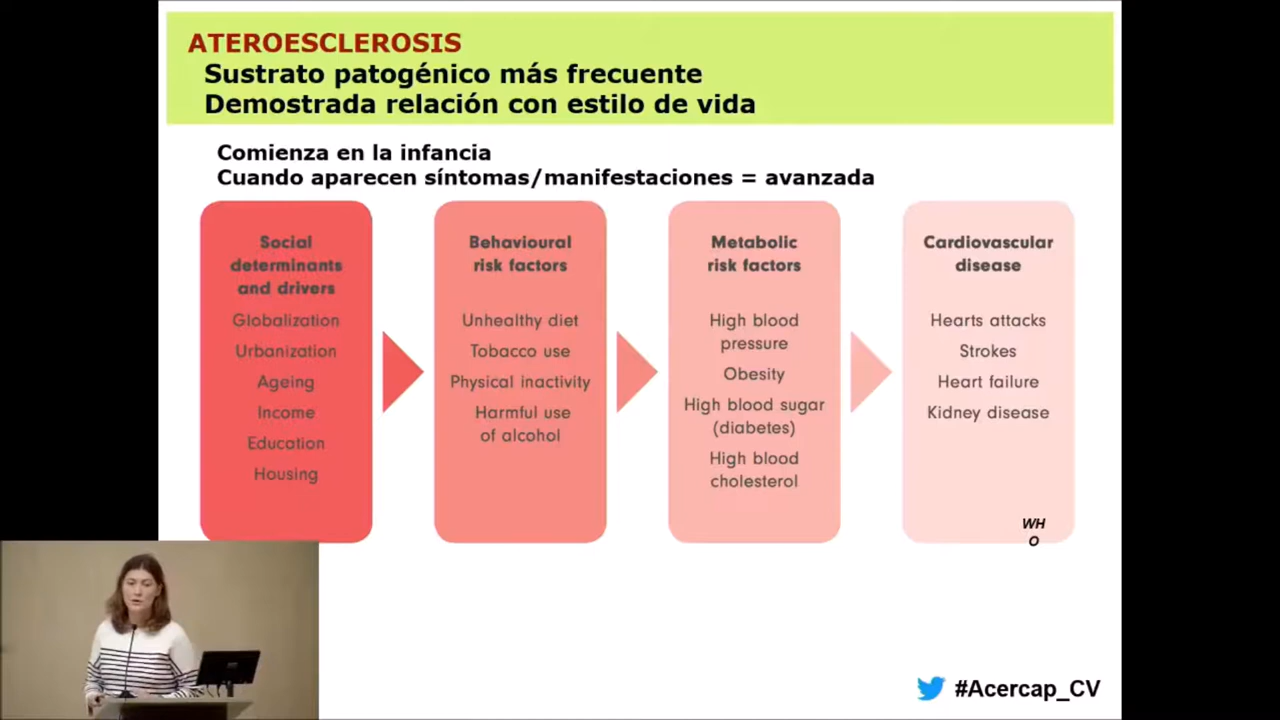 ATEROESCLEROSIS
Sustrato patogénico más frecuente
Demostrada relación con estilo de vida
Comienza en la infancia
Cuando aparecen síntomas/manifestaciones = avanzada
Social
determinants
and drivers
Globalization
Urbanization
Ageing
Income
Education
Housing
Behavioural
risk factors
Unhealthy diet
Tobacco use
Physical inactivity
Harmful use
of alcohol
Metabolic
risk factors
High blood
pressure
Obesity
High blood sugar
(diabetes)
High blood
cholesterol
Cardiovascular
disease
Hearts attacks
Strokes
Heart failure
Kidney disease
WH
O
#Acercap_CV